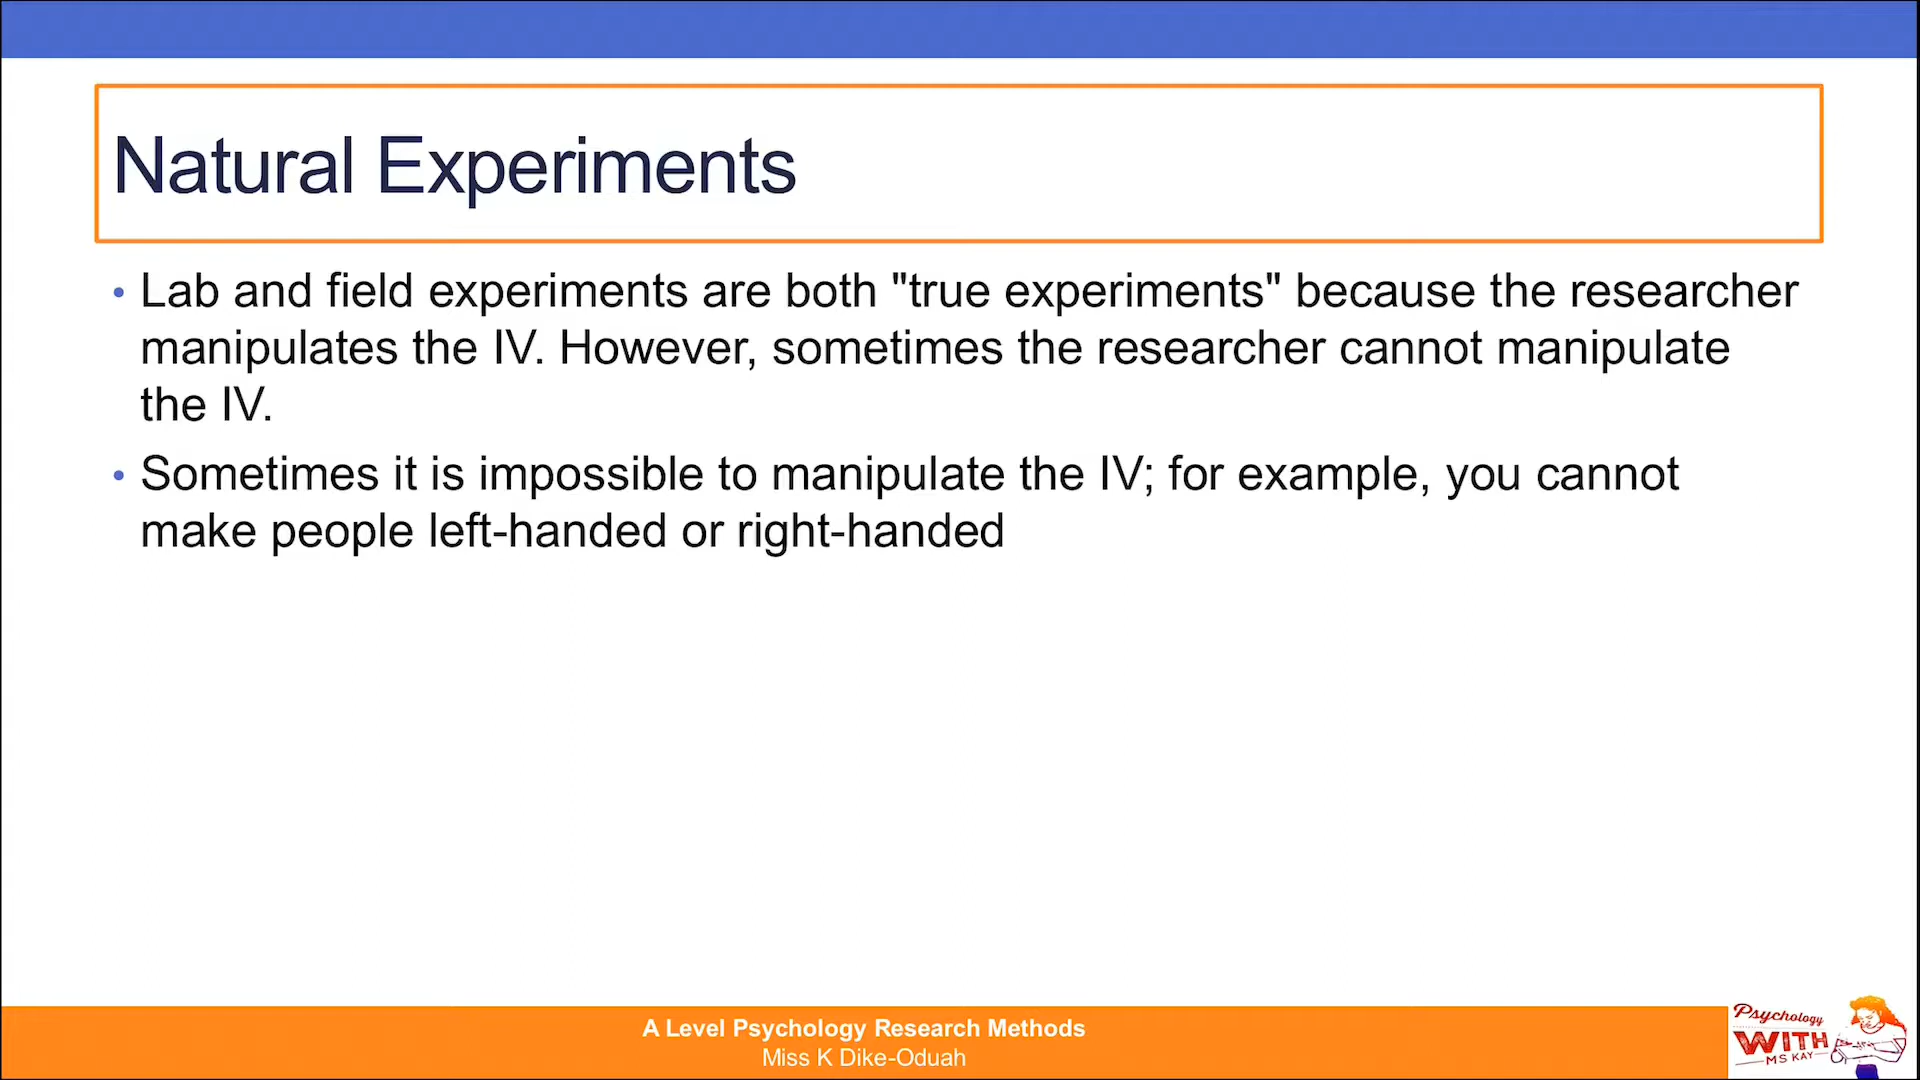 Natural Experiments
• Lab and field experiments are both "true experiments" because the researcher
manipulates the IV. However, sometimes the researcher cannot manipulate
the IV.
• Sometimes it is impossible to manipulate the IV; for example, you cannot
make people left-handed or right-handed
A Level Psychology Research Methods
Miss K Dike-Oduah
Psychology
WITH
MS KAY